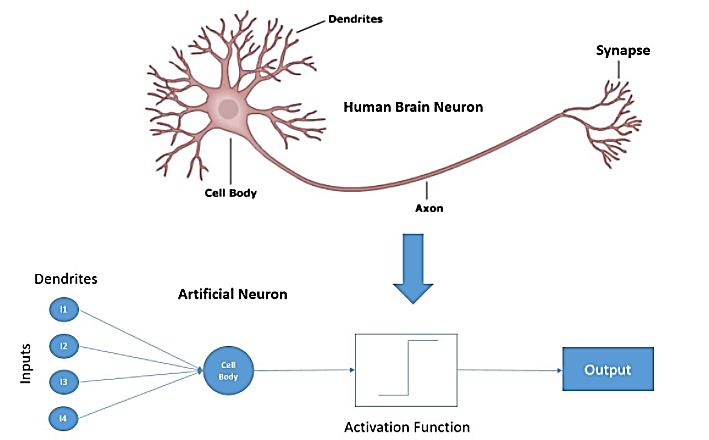 Dendrites
Synapse
Human Brain Neuron
Cell Body
Axon
Dendrites
Artificial Neuron
Inputs
I1
I2
I3
I4
Cell
Body
Output
Activation Function